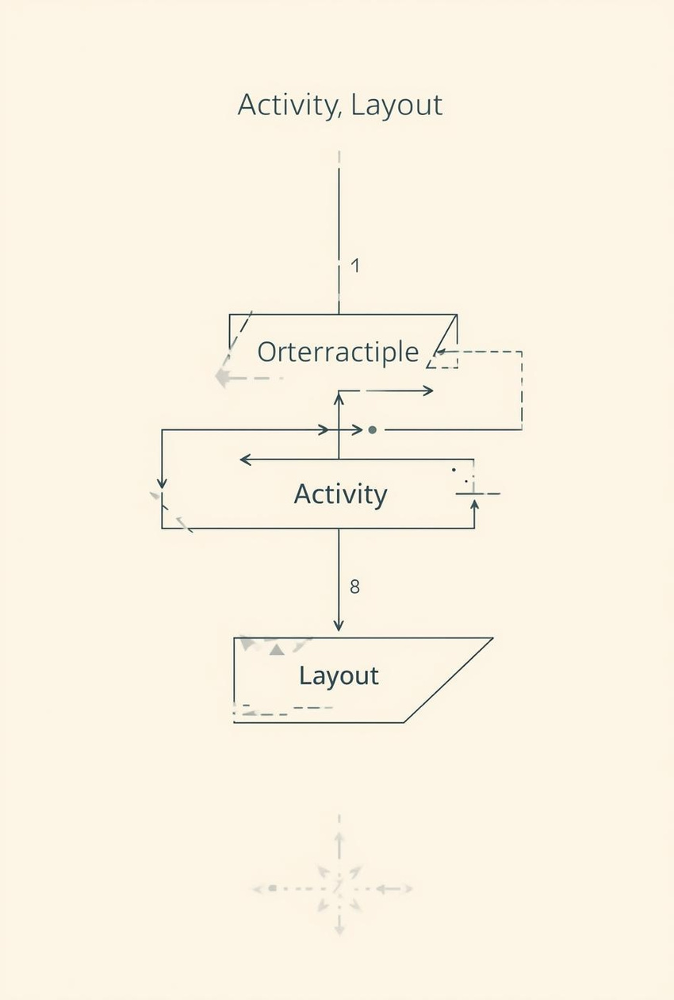 Activity, Layout
1
Orterractiple
Activity
8
Layout